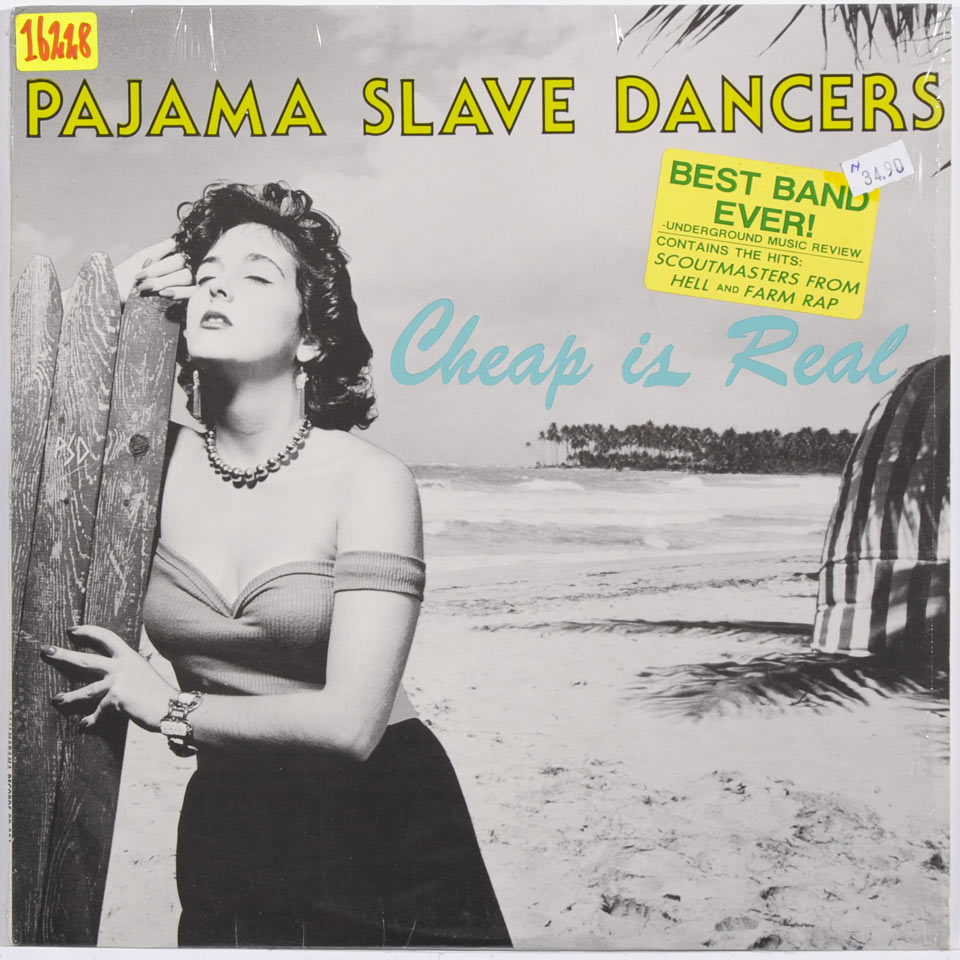 16228
PAJAMA SLAVE DANCERS
N 34.90
BEST BAND
EVER!
-UNDERGROUND MUSIC REVIEW
CONTAINS THE HITS:
SCOUTMASTERS FROM
HELL AND FARM RAP
Cheap is Real
PSD